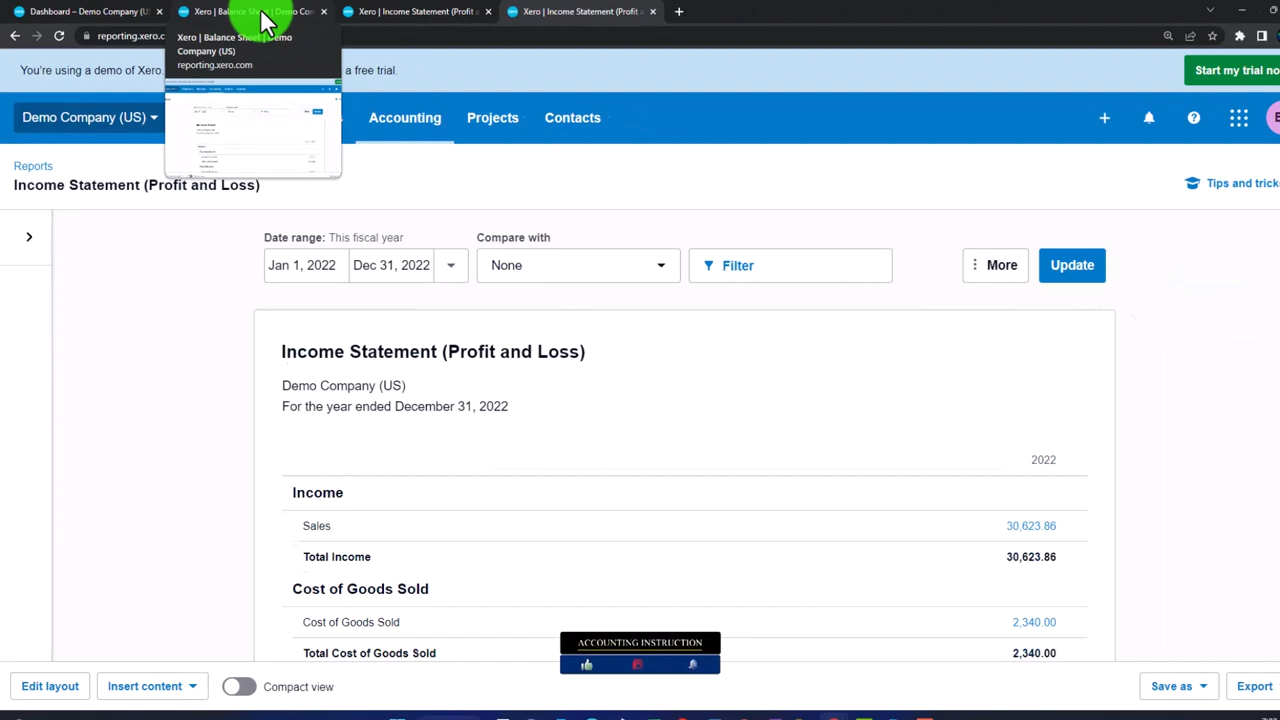 Dashboard – Demo Company (US
Xero | Balance Sheet | Demo Com
Xero | Income Statement (Profit a
Xero | Income Statement (Profit a
Xero | Balance Sheet | Demo
Company (US)
reporting.xero.com
reporting.xero.c
You're using a demo of Xero.
a free trial.
Start my trial no
Demo Company (US)
Accounting
Projects
Contacts
Reports
Income Statement (Profit and Loss)
Tips and trick
Date range: This fiscal year
Compare with
Jan 1, 2022
Dec 31, 2022
None
Filter
More
Update
Income Statement (Profit and Loss)
Demo Company (US)
For the year ended December 31, 2022
2022
Income
Sales 30,623.86
Total Income 30,623.86
Cost of Goods Sold
Cost of Goods Sold 2,340.00
Total Cost of Goods Sold 2,340.00
ACCOUNTING INSTRUCTION
Edit layout
Insert content
Compact view
Save as
Export